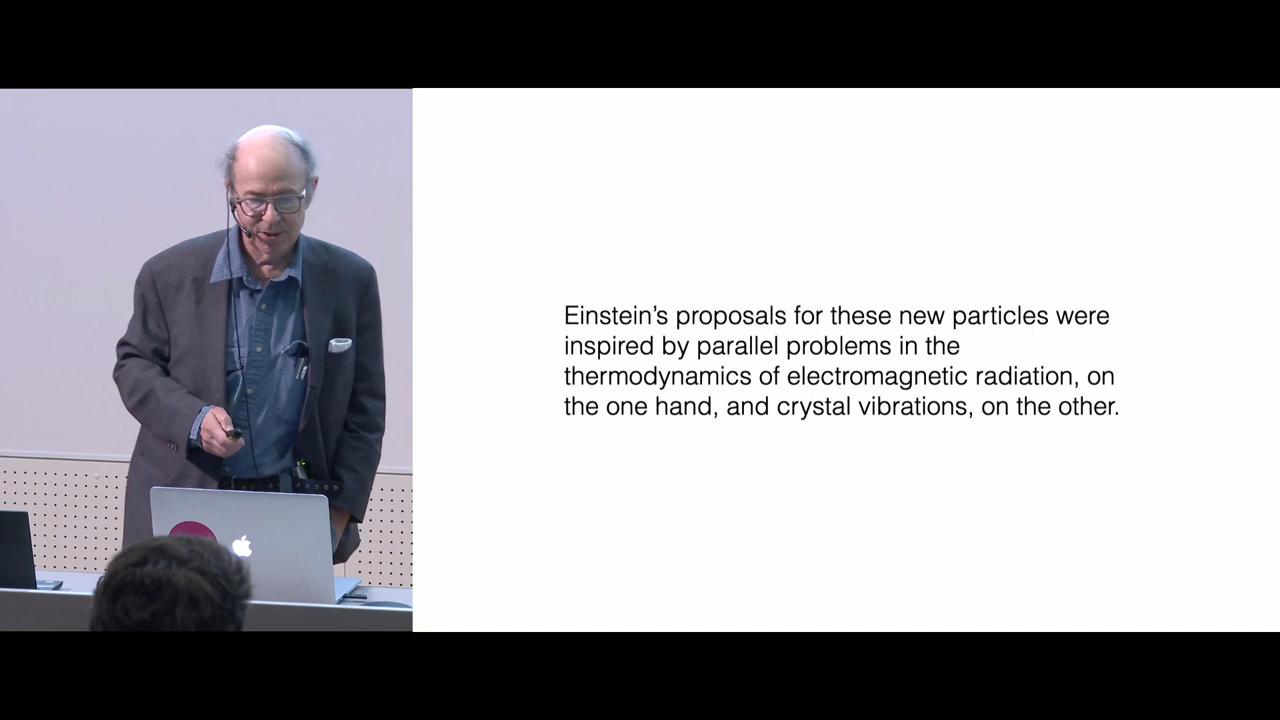 Einstein’s proposals for these new particles were
inspired by parallel problems in the
thermodynamics of electromagnetic radiation, on
the one hand, and crystal vibrations, on the other.